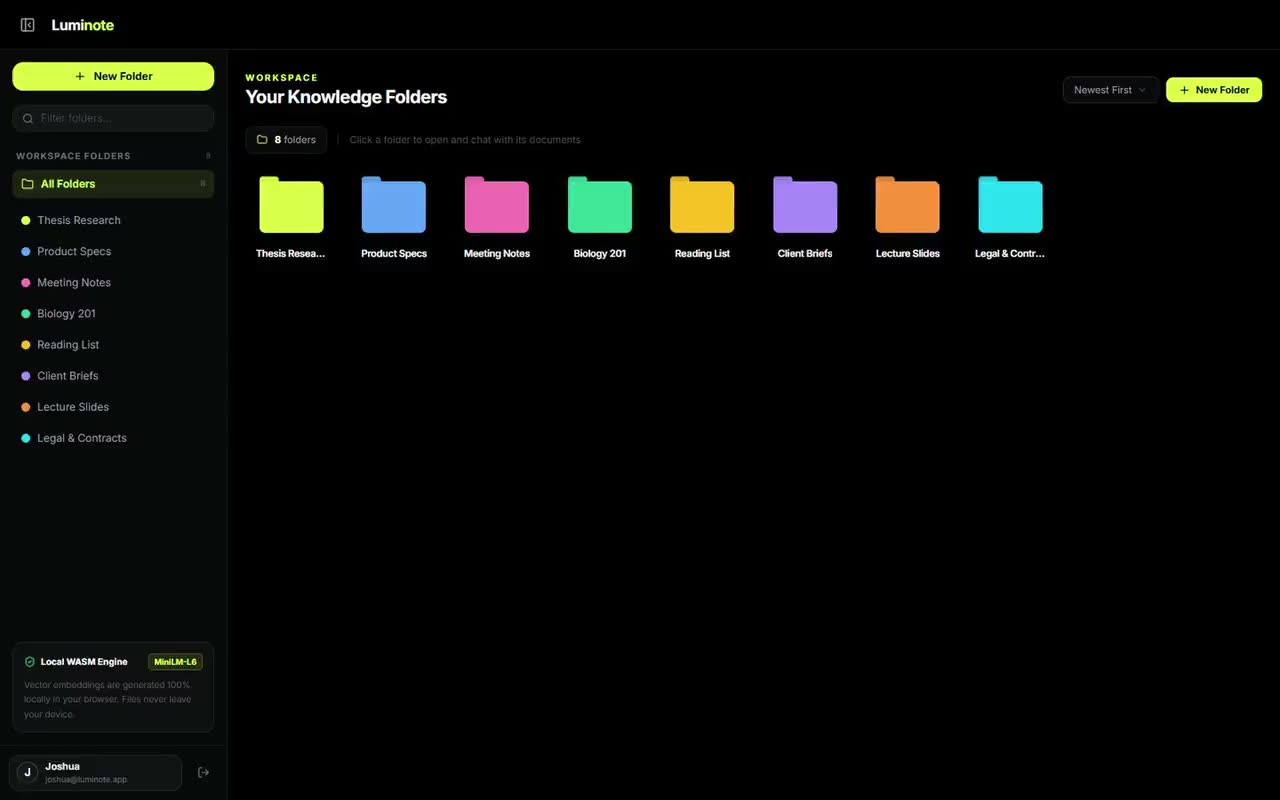 Luminote
New Folder
Filter folders...
WORKSPACE FOLDERS 8
All Folders 8
Thesis Research
Product Specs
Meeting Notes
Biology 201
Reading List
Client Briefs
Lecture Slides
Legal & Contracts
Local WASM Engine MiniLM-L6
Vector embeddings are generated 100%
locally in your browser. Files never leave
your device.
J
Joshua
joshua@luminote.app
WORKSPACE
Your Knowledge Folders
Newest First
New Folder
8 folders
Click a folder to open and chat with its documents
Thesis Resea...
Product Specs
Meeting Notes
Biology 201
Reading List
Client Briefs
Lecture Slides
Legal & Contr...